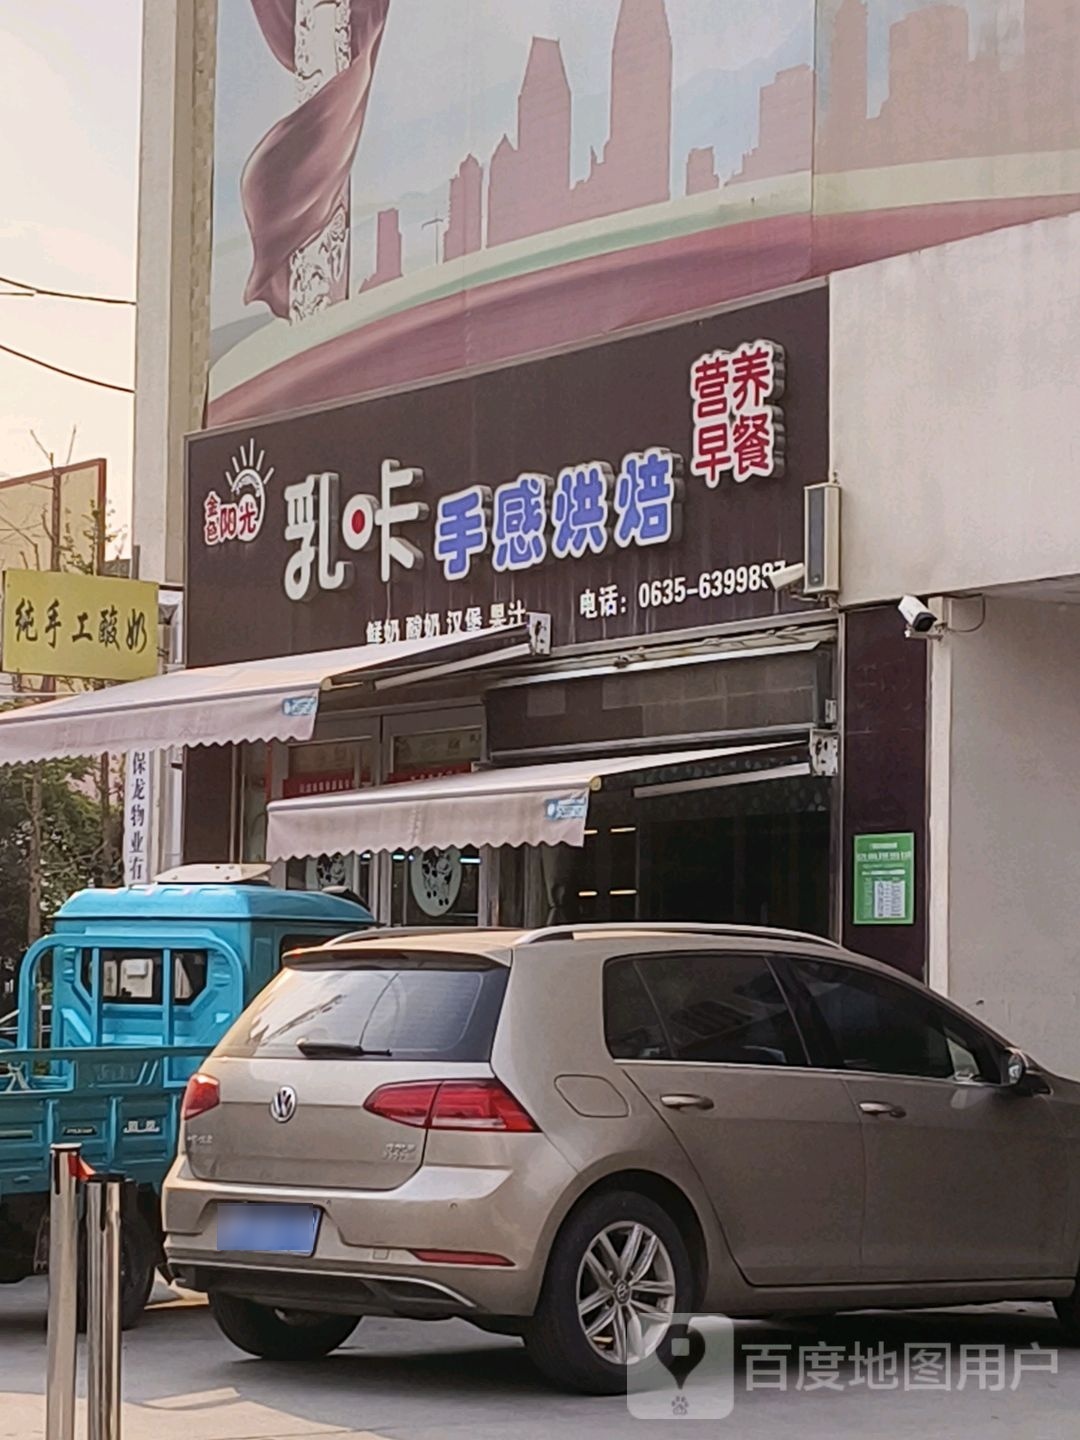 营养
早餐
金色阳光
乳卡 手感烘焙
鲜奶 酸奶 汉堡 果汁
电话：0635-6399897
纯手工酸奶
保龙物业有
百度地图用户